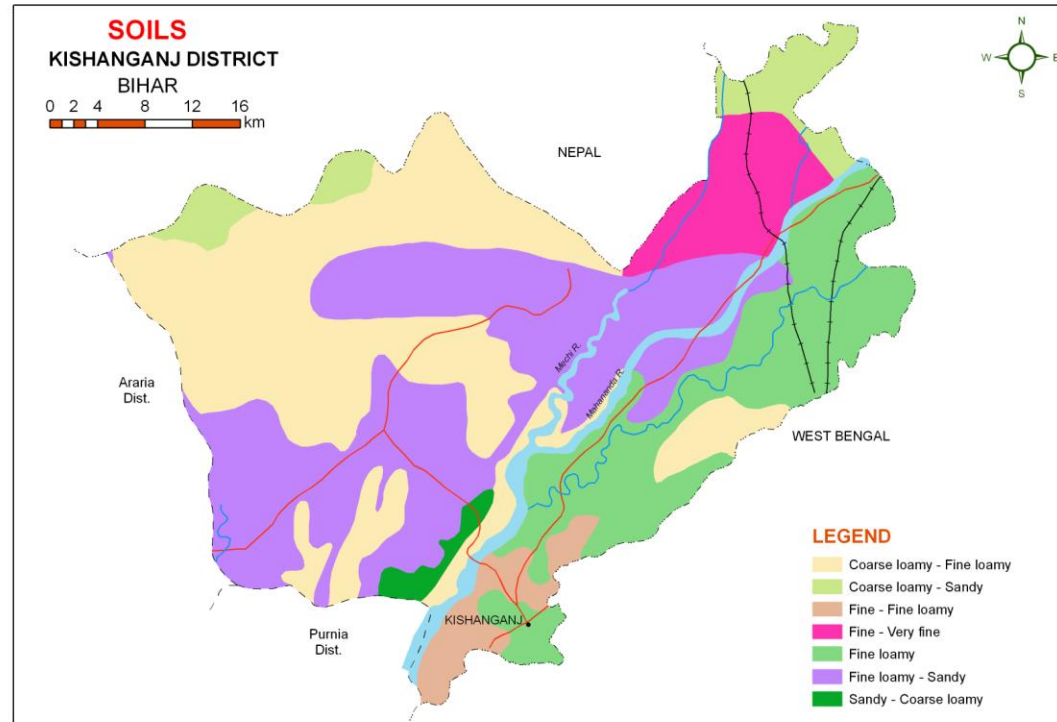 SOILS
KISHANGANJ DISTRICT
BIHAR
0 2 4 8 12 16
km
N
W E
S
NEPAL
Mechi R.
Mahananda R.
Araria
Dist.
WEST BENGAL
Purnia
Dist.
KISHANGANJ
LEGEND
Coarse loamy - Fine loamy
Coarse loamy - Sandy
Fine - Fine loamy
Fine - Very fine
Fine loamy
Fine loamy - Sandy
Sandy - Coarse loamy